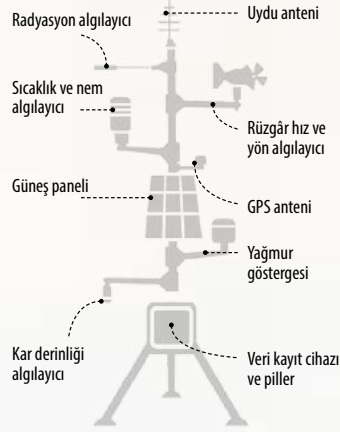 Radyasyon algılayıcı
Uydu anteni
Sıcaklık ve nem
algılayıcı
Rüzgâr hız ve
yön algılayıcı
Güneş paneli
GPS anteni
Yağmur
göstergesi
Kar derinliği
algılayıcı
Veri kayıt cihazı
ve piller